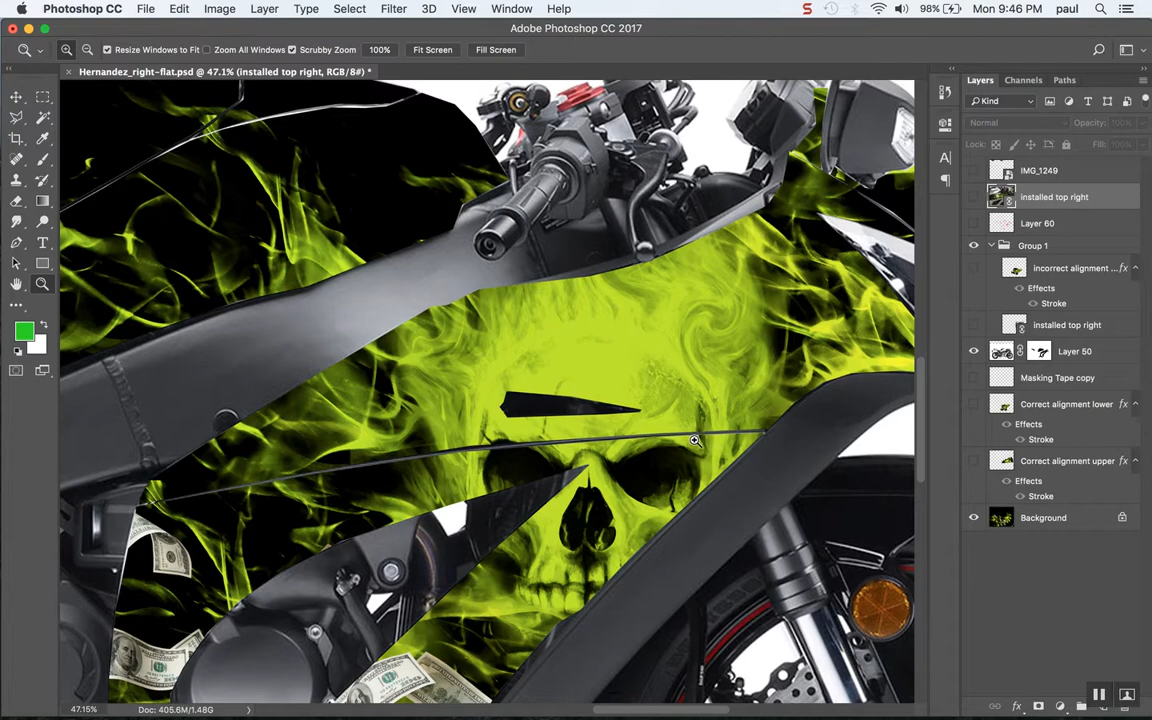 Photoshop CC File Edit Image Layer Type Select Filter 3D View Window Help S 98% Mon 9:46 PM paul
Adobe Photoshop CC 2017
Resize Windows to Fit Zoom All Windows Scrubby Zoom 100% Fit Screen Fill Screen
× Hernandez_right-flat.psd @ 47.1% (installed top right, RGB/8#) *
Layers Channels Paths
Kind
Normal Opacity: 100%
Lock: Fill: 100%
IMG_1249
installed top right
Layer 60
Group 1
incorrect alignment ... fx
Effects
Stroke
installed top right
Layer 50
Masking Tape copy
Correct alignment lower fx
Effects
Stroke
Correct alignment upper fx
Effects
Stroke
Background
47.15% Doc: 405.6M/1.48G